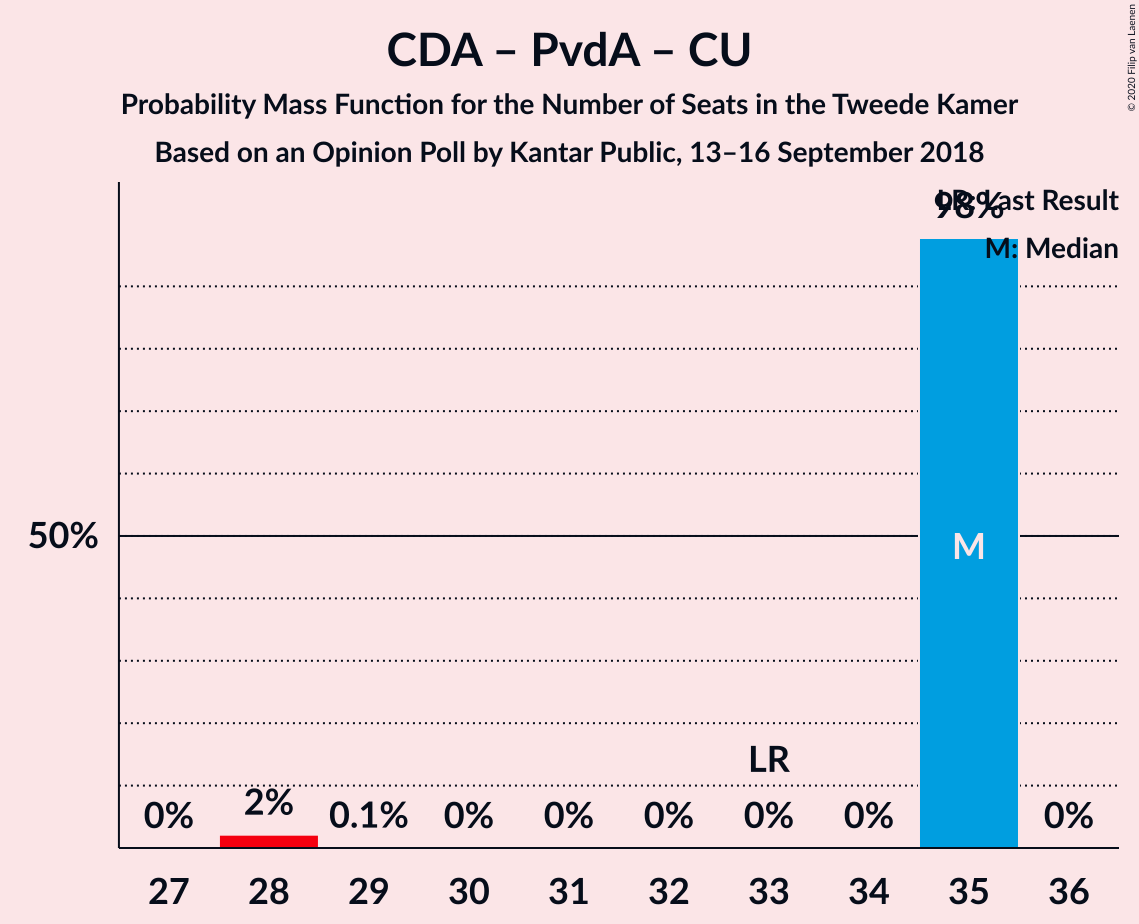 CDA – PvdA – CU
Probability Mass Function for the Number of Seats in the Tweede Kamer
Based on an Opinion Poll by Kantar Public, 13–16 September 2018
© 2020 Filip van Laenen
98%
LR: Last Result
M: Median
50%
M
LR
0% 2% 0.1% 0% 0% 0% 0% 0% 0%
27 28 29 30 31 32 33 34 35 36